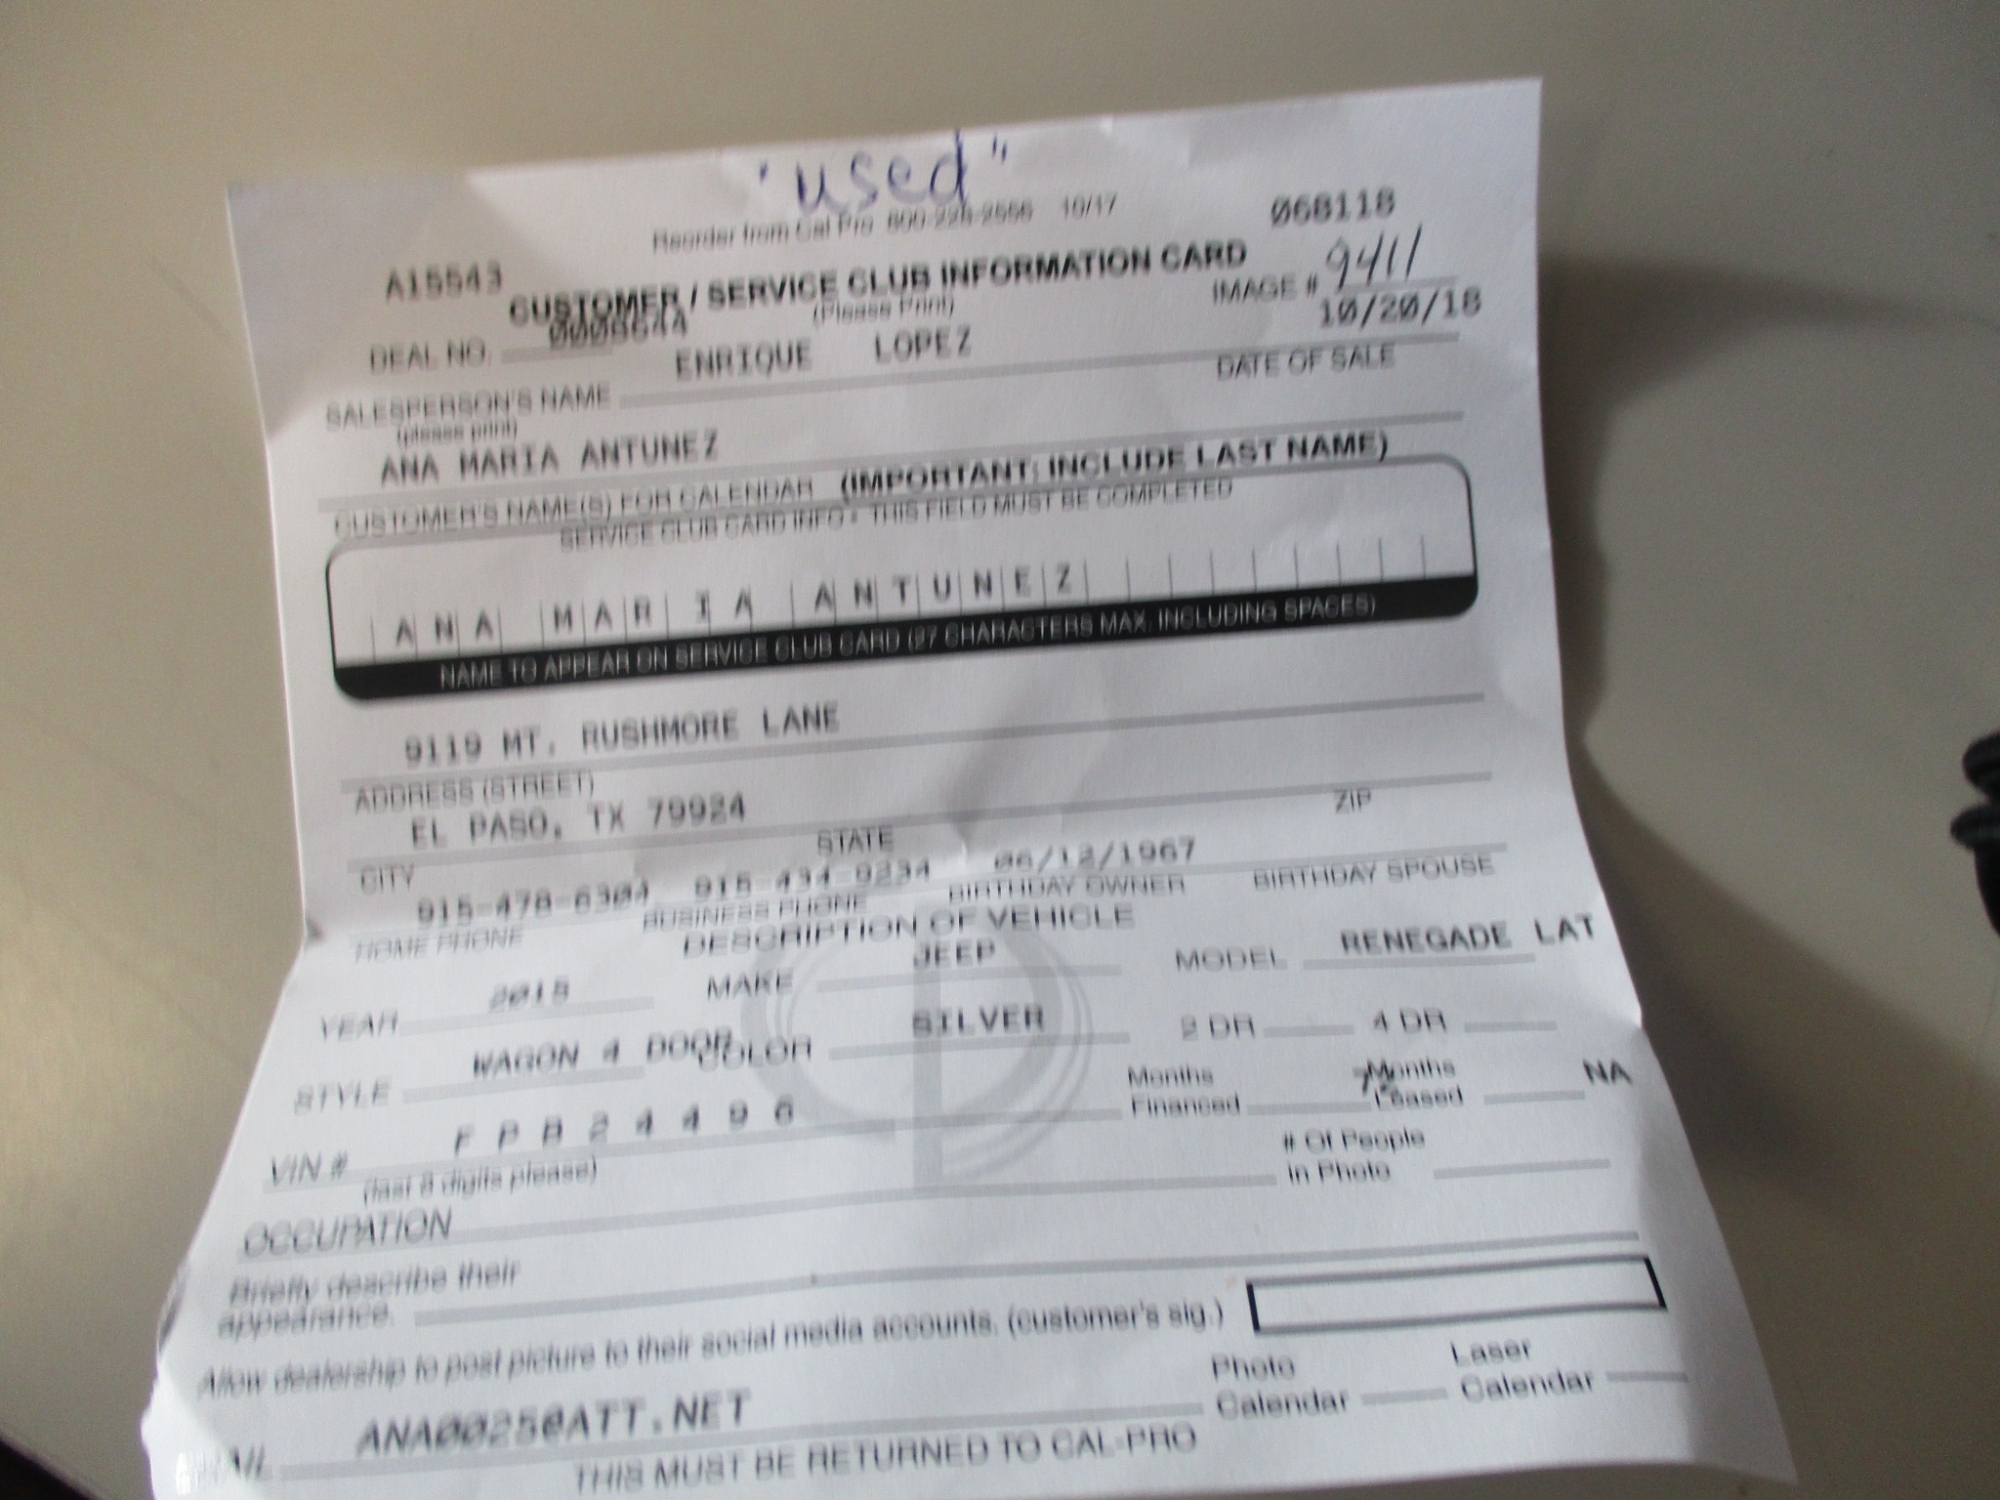 "used"
Reorder from Cal Pro 800-228-2556 10/17
068118
A15543
CUSTOMER / SERVICE CLUB INFORMATION CARD
(Please Print)
IMAGE # 9411
DEAL NO. 0008644
10/20/18
ENRIQUE LOPEZ
SALESPERSON'S NAME
(please print)
DATE OF SALE
ANA MARIA ANTUNEZ
CUSTOMER'S NAME(S) FOR CALENDAR (IMPORTANT: INCLUDE LAST NAME)
SERVICE CLUB CARD INFO - THIS FIELD MUST BE COMPLETED
ANA MARIA ANTUNEZ
NAME TO APPEAR ON SERVICE CLUB CARD (27 CHARACTERS MAX. INCLUDING SPACES)
9119 MT. RUSHMORE LANE
ADDRESS (STREET)
EL PASO, TX 79924
CITY STATE ZIP
915-478-6304 915-434-9234 06/12/1967
HOME PHONE BUSINESS PHONE BIRTHDAY OWNER BIRTHDAY SPOUSE
DESCRIPTION OF VEHICLE
YEAR 2015 MAKE JEEP MODEL RENEGADE LAT
STYLE WAGON 4 DOOR COLOR SILVER 2 DR 4 DR
VIN # F P B 2 4 4 9 6
(last 8 digits please)
Months Financed
Months Leased NA
OCCUPATION
# Of People
in Photo
Briefly describe their
appearance.
Allow dealership to post picture to their social media accounts. (customer's sig.)
Photo Calendar
Laser Calendar
ANA0025@ATT.NET
THIS MUST BE RETURNED TO CAL-PRO